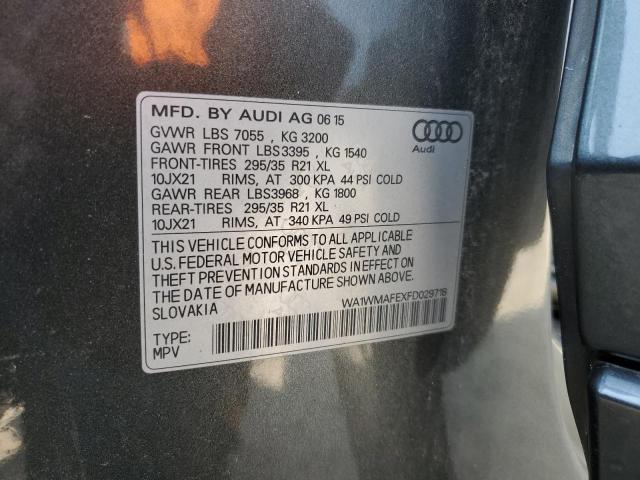 MFD. BY AUDI AG 06 15
GVWR LBS 7055 , KG 3200
GAWR FRONT LBS3395 , KG 1540
FRONT-TIRES 295/35 R21 XL
10JX21 RIMS, AT 300 KPA 44 PSI COLD
GAWR REAR LBS3968 , KG 1800
REAR-TIRES 295/35 R21 XL
10JX21 RIMS, AT 340 KPA 49 PSI COLD
Audi
THIS VEHICLE CONFORMS TO ALL APPLICABLE
U.S. FEDERAL MOTOR VEHICLE SAFETY AND
THEFT PREVENTION STANDARDS IN EFFECT ON
THE DATE OF MANUFACTURE SHOWN ABOVE.
SLOVAKIA
WA1WMAFEXFD029718
TYPE:
MPV